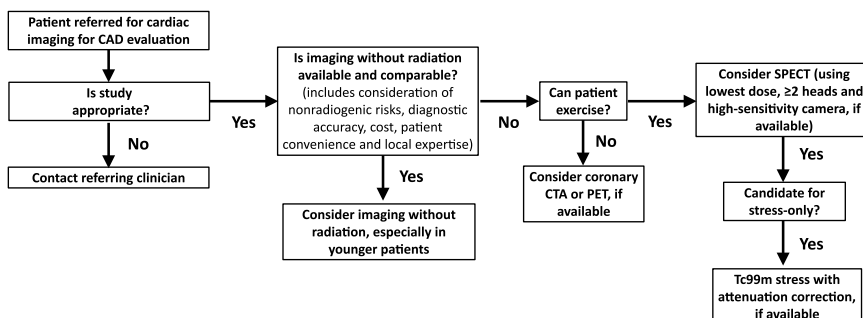 Patient referred for cardiac
imaging for CAD evaluation
Is study
appropriate?
Yes
No
Contact referring clinician
Is imaging without radiation
available and comparable?
(includes consideration of
nonradiogenic risks, diagnostic
accuracy, cost, patient
convenience and local expertise)
No
Yes
Consider imaging without
radiation, especially in
younger patients
Can patient
exercise?
Yes
No
Consider coronary
CTA or PET, if
available
Consider SPECT (using
lowest dose, ≥2 heads and
high-sensitivity camera, if
available)
Yes
Candidate for
stress-only?
Yes
Tc99m stress with
attenuation correction,
if available